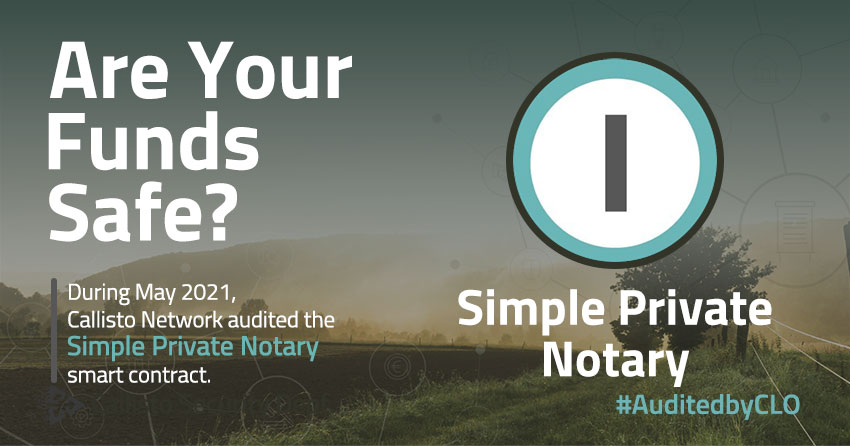 Are Your
Funds
Safe?
During May 2021,
Callisto Network audited the
Simple Private Notary
smart contract.
I
Simple Private
Notary
#AuditedbyCLO